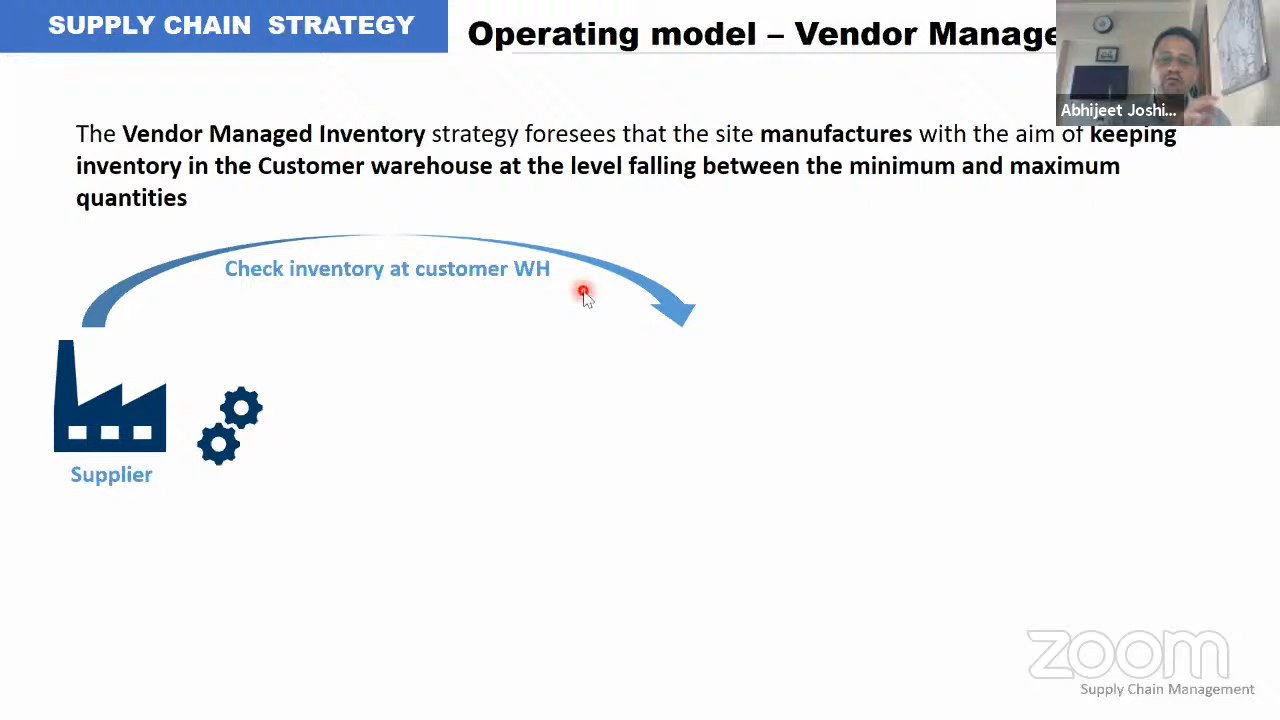 SUPPLY CHAIN STRATEGY
Operating model – Vendor Manage
Abhijeet Joshi...
The Vendor Managed Inventory strategy foresees that the site manufactures with the aim of keeping
inventory in the Customer warehouse at the level falling between the minimum and maximum
quantities
Check inventory at customer WH
Supplier
zoom
Supply Chain Management